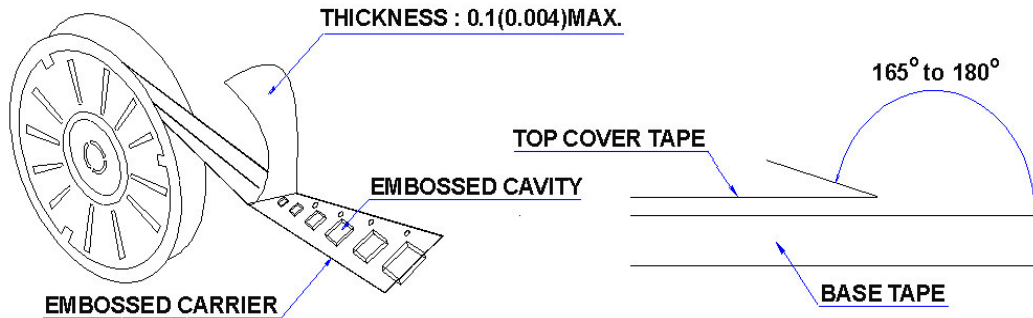 THICKNESS : 0.1(0.004)MAX.
165° to 180°
TOP COVER TAPE
EMBOSSED CAVITY
EMBOSSED CARRIER
BASE TAPE